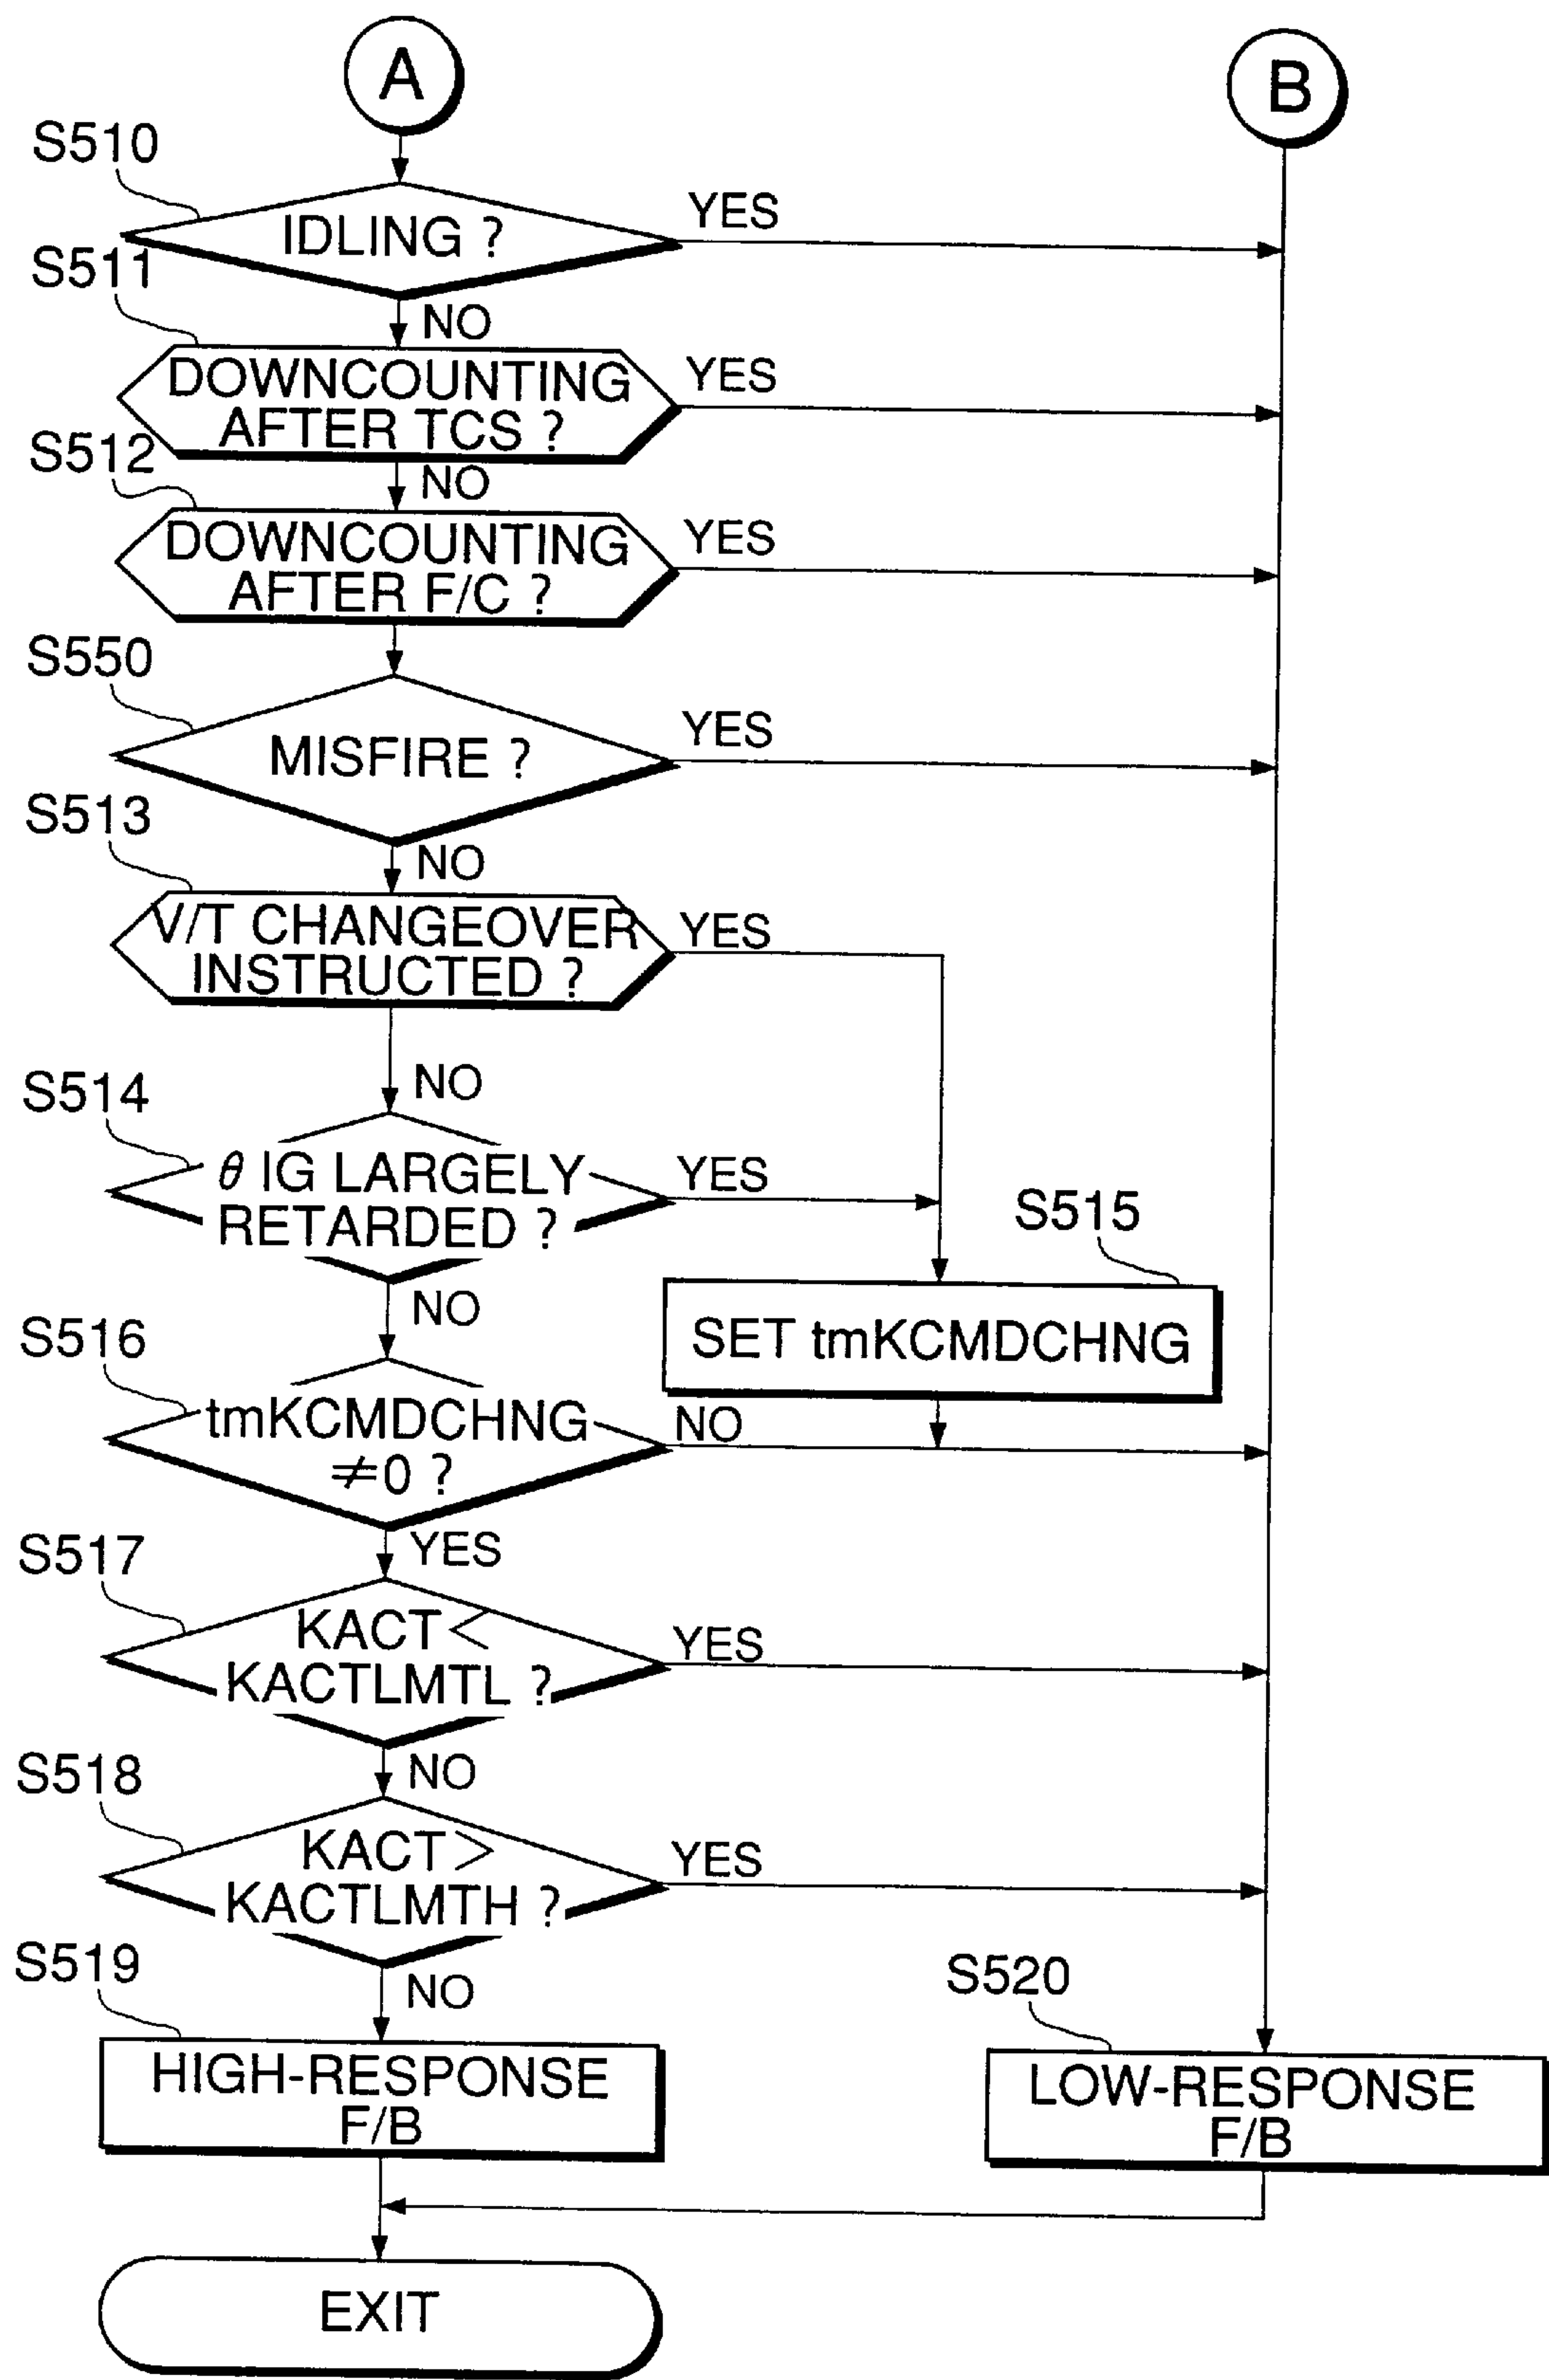 A
B
S510
IDLING ?
YES
NO
S511
DOWNCOUNTING
AFTER TCS ?
YES
NO
S512
DOWNCOUNTING
AFTER F/C ?
YES
S550
MISFIRE ?
YES
NO
S513
V/T CHANGEOVER
INSTRUCTED ?
YES
NO
S514
θ IG LARGELY
RETARDED ?
YES
NO
S515
SET tmKCMDCHNG
S516
tmKCMDCHNG
≠0 ?
NO
YES
S517
KACT<
KACTLMTL ?
YES
NO
S518
KACT>
KACTLMTH ?
YES
NO
S519
HIGH-RESPONSE
F/B
S520
LOW-RESPONSE
F/B
EXIT